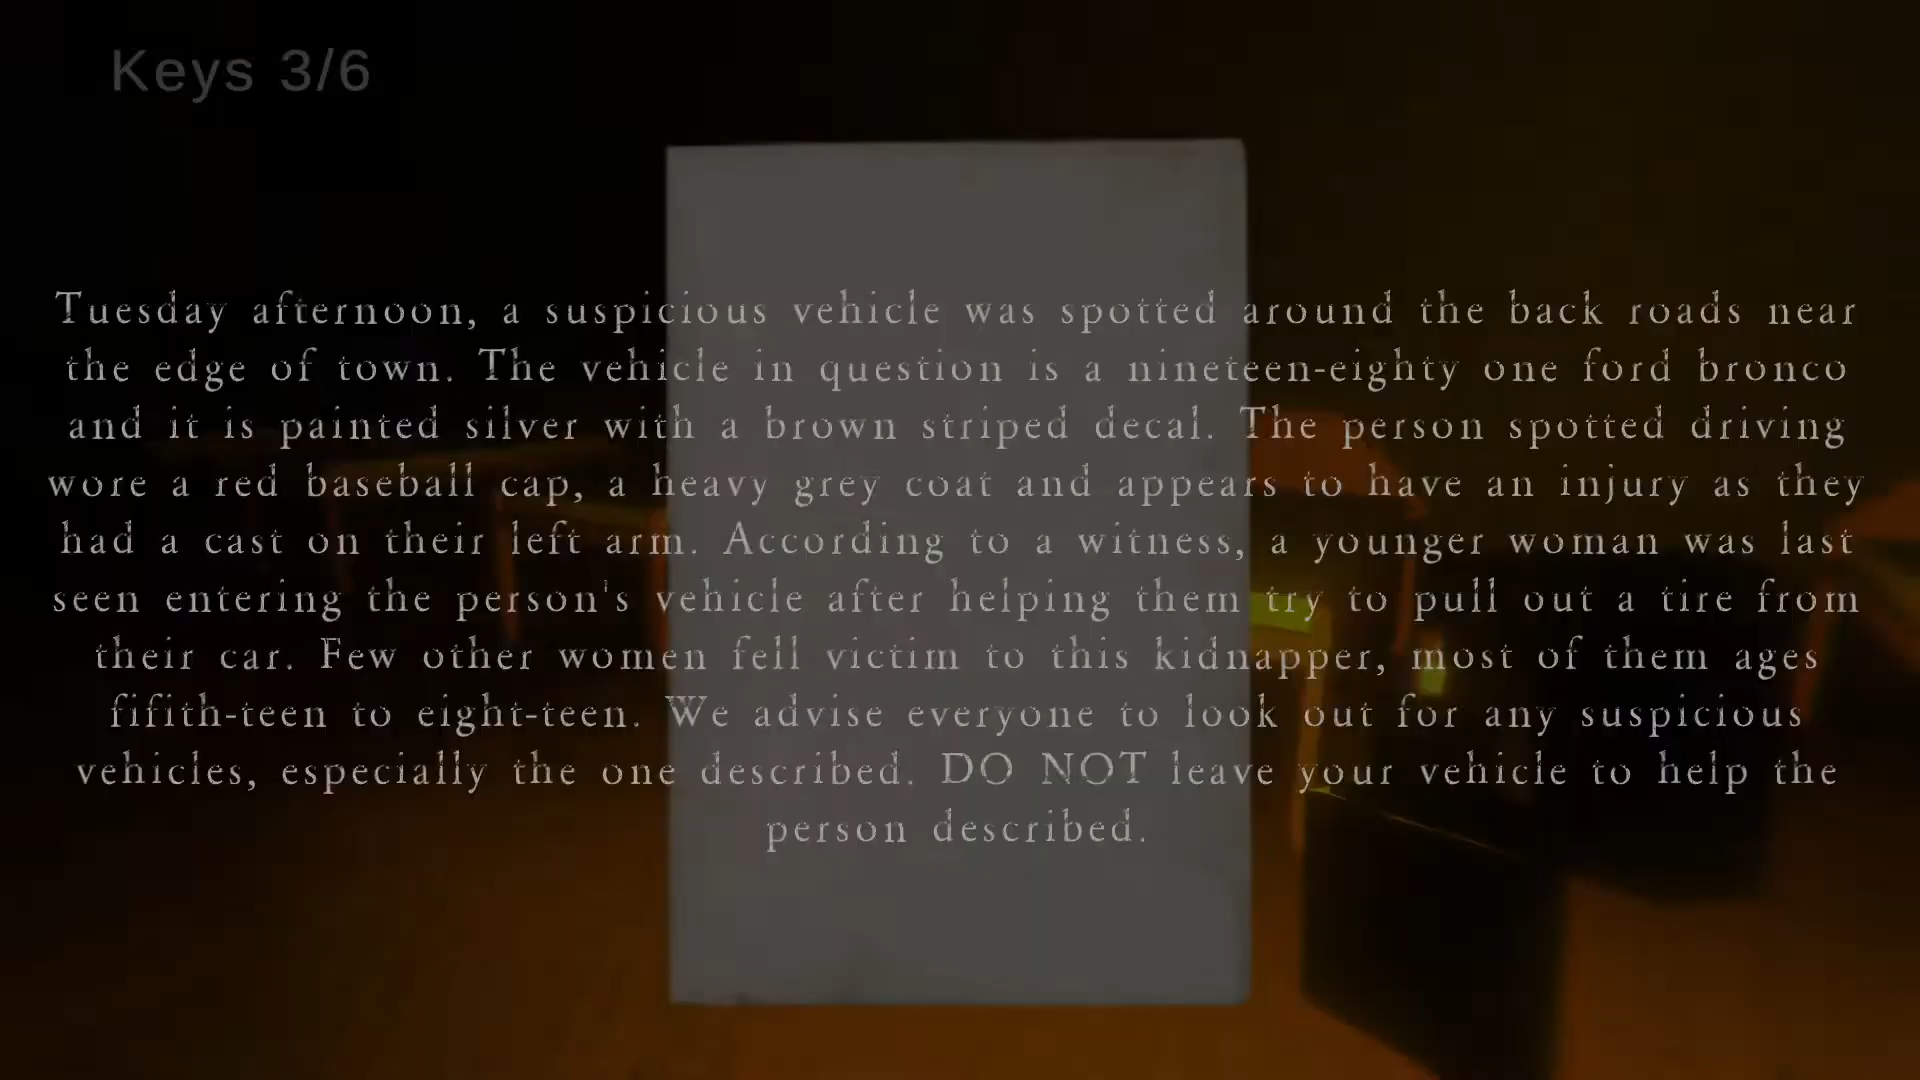 Keys 3/6
Tuesday afternoon, a suspicious vehicle was spotted around the back roads near
the edge of town. The vehicle in question is a nineteen-eighty one ford bronco
and it is painted silver with a brown striped decal. The person spotted driving
wore a red baseball cap, a heavy grey coat and appears to have an injury as they
had a cast on their left arm. According to a witness, a younger woman was last
seen entering the person's vehicle after helping them try to pull out a tire from
their car. Few other women fell victim to this kidnapper, most of them ages
fifith-teen to eight-teen. We advise everyone to look out for any suspicious
vehicles, especially the one described. DO NOT leave your vehicle to help the
person described.